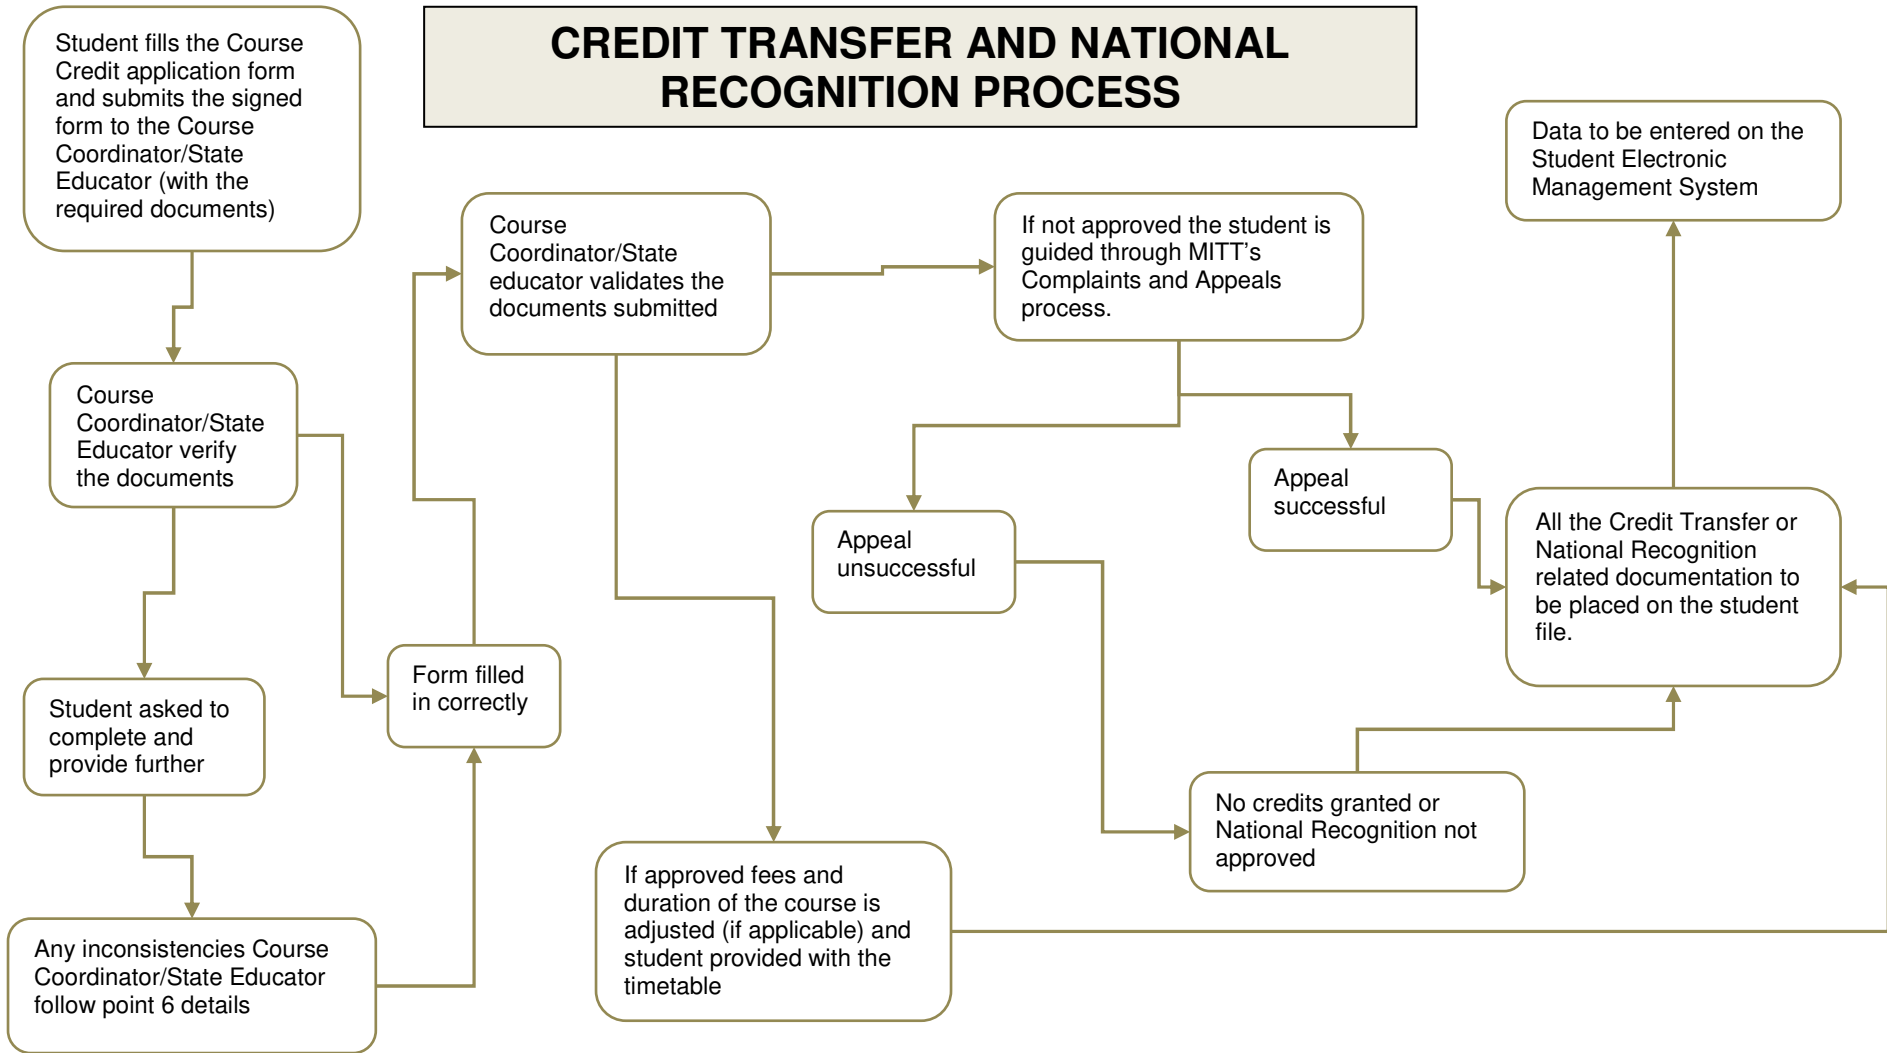 CREDIT TRANSFER AND NATIONAL
RECOGNITION PROCESS
Student fills the Course
Credit application form
and submits the signed
form to the Course
Coordinator/State
Educator (with the
required documents)
Course
Coordinator/State
Educator verify
the documents
Student asked to
complete and
provide further
Any inconsistencies Course
Coordinator/State Educator
follow point 6 details
Form filled
in correctly
Course
Coordinator/State
educator validates the
documents submitted
If approved fees and
duration of the course is
adjusted (if applicable) and
student provided with the
timetable
If not approved the student is
guided through MITT’s
Complaints and Appeals
process.
Appeal
unsuccessful
Appeal
successful
No credits granted or
National Recognition not
approved
All the Credit Transfer or
National Recognition
related documentation to
be placed on the student
file.
Data to be entered on the
Student Electronic
Management System